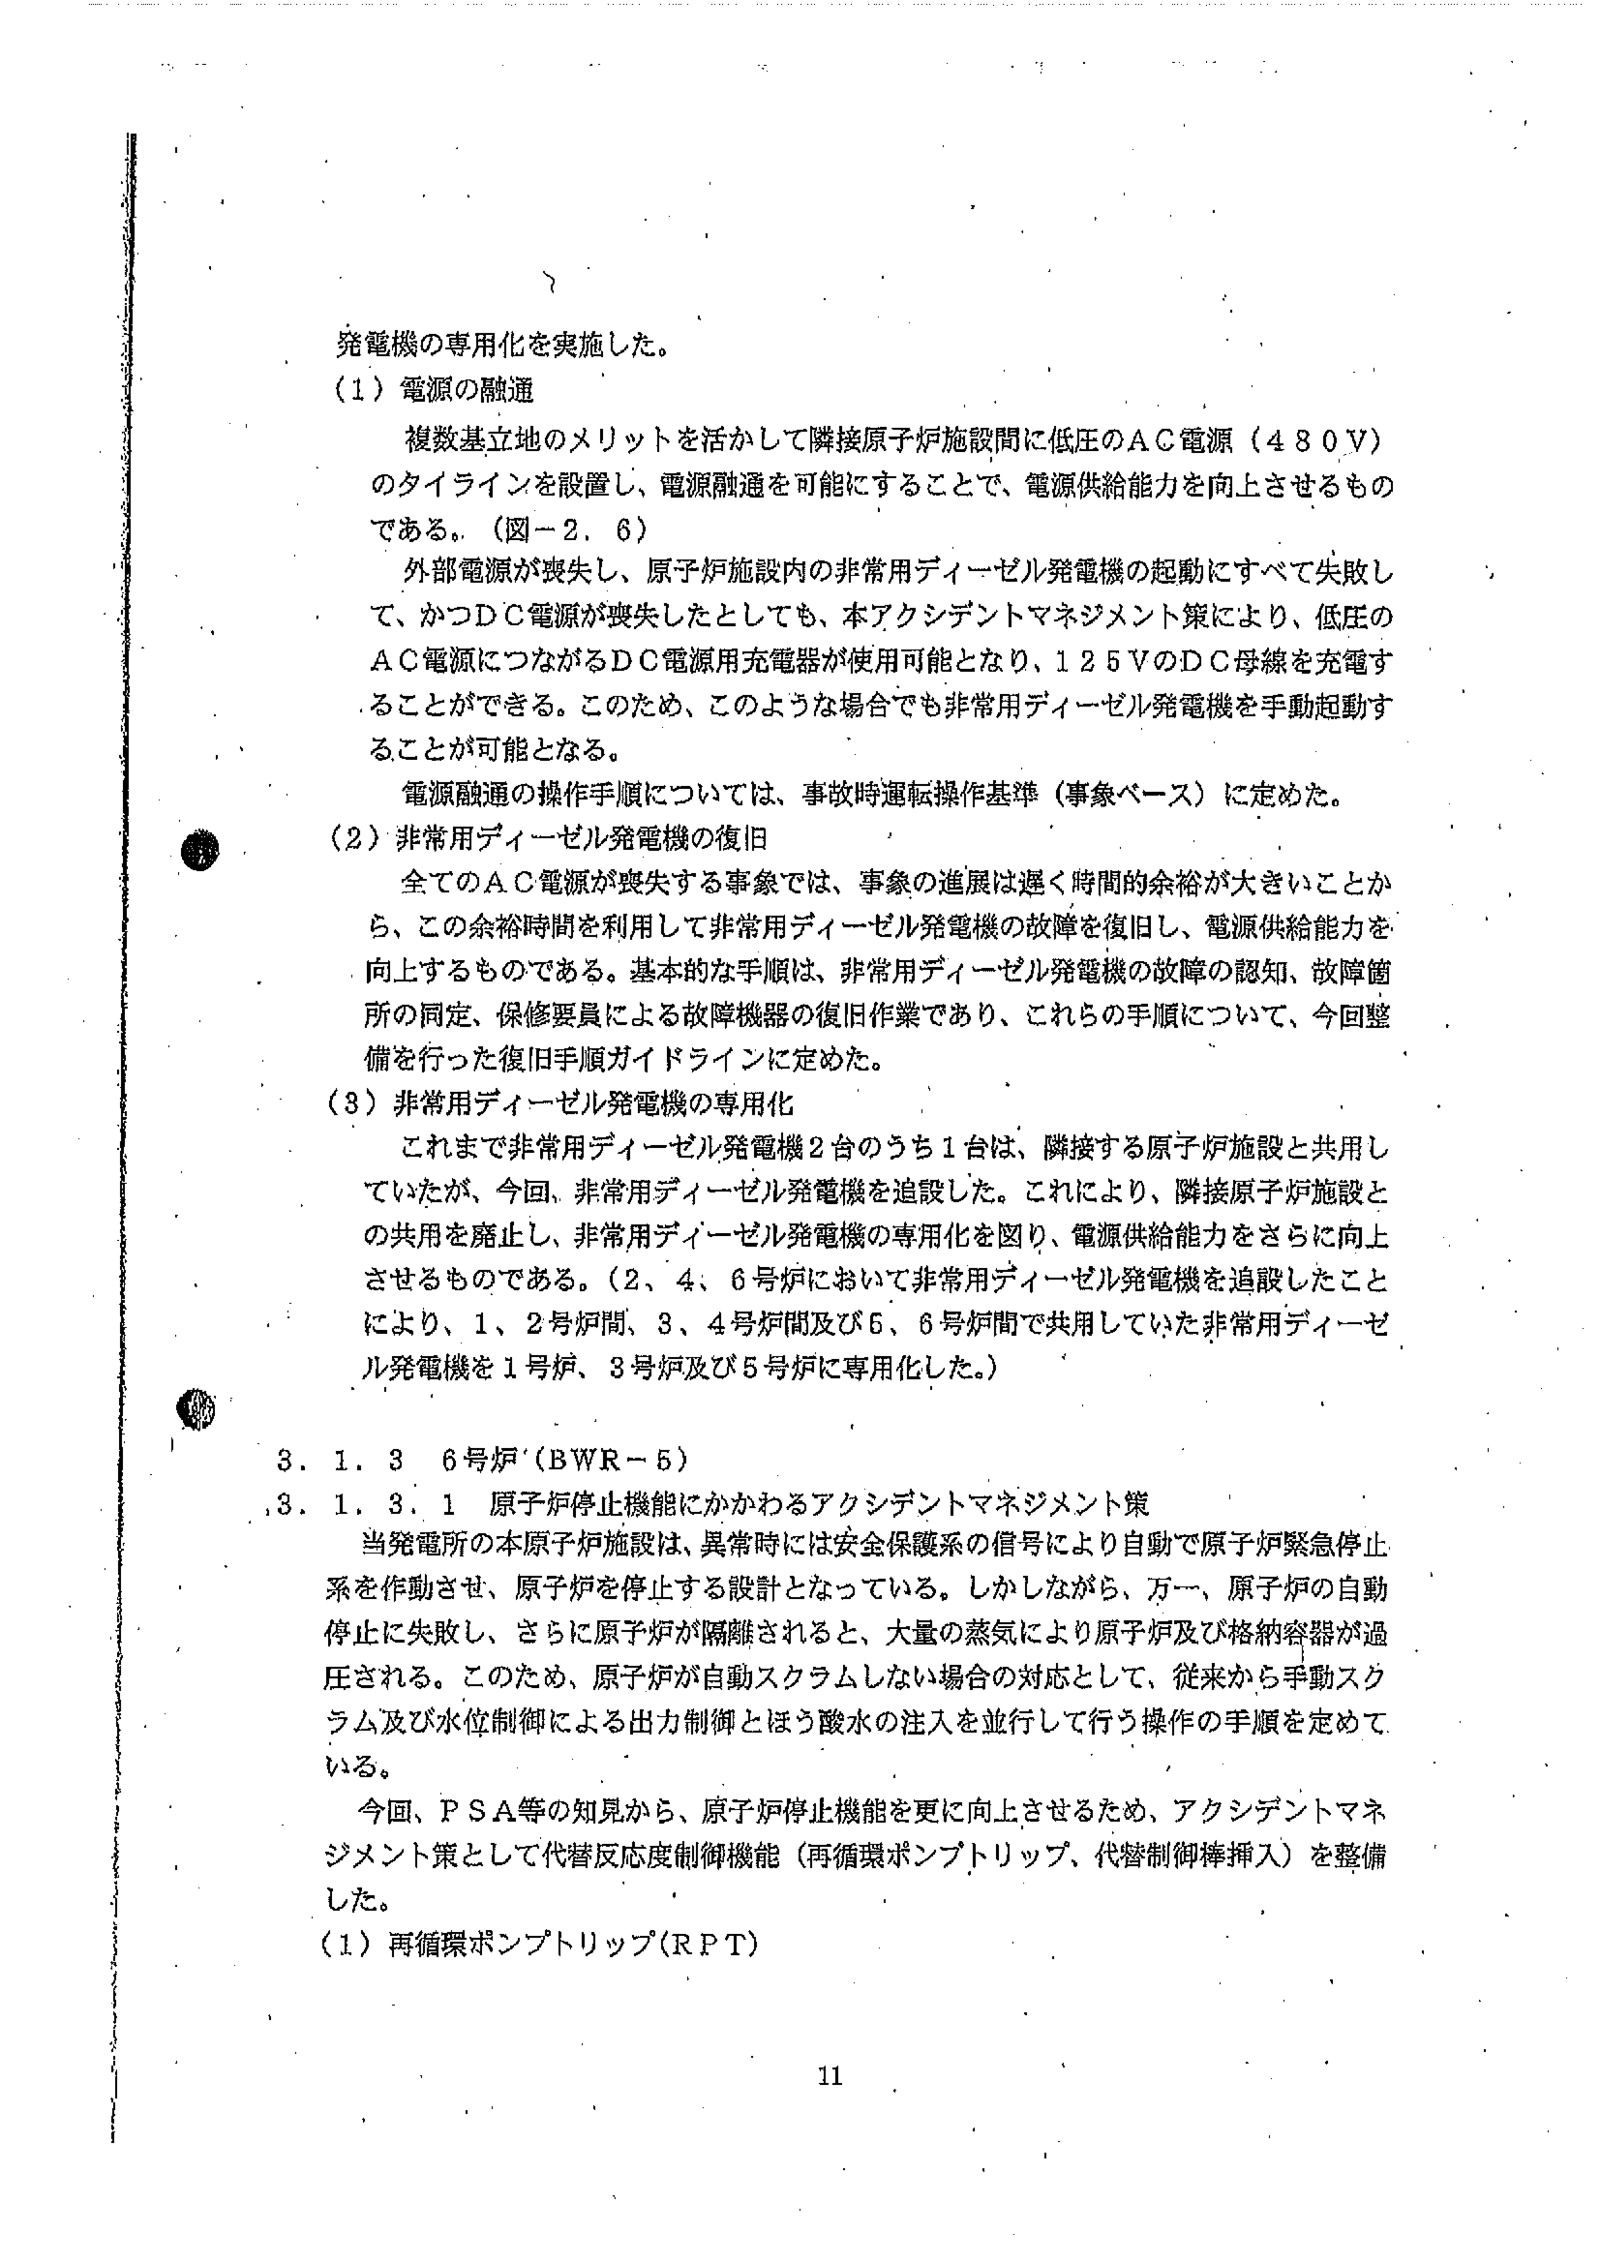 発電機の専用化を実施した。
（１）電源の融通
複数基立地のメリットを活かして隣接原子炉施設間に低圧のＡＣ電源（４８０Ｖ）
のタイラインを設置し、電源融通を可能にすることで、電源供給能力を向上させるもの
である。（図－２．６）
外部電源が喪失し、原子炉施設内の非常用ディーゼル発電機の起動にすべて失敗し
て、かつＤＣ電源が喪失したとしても、本アクシデントマネジメント策により、低圧の
ＡＣ電源につながるＤＣ電源用充電器が使用可能となり、１２５ＶのＤＣ母線を充電す
ることができる。このため、このような場合でも非常用ディーゼル発電機を手動起動す
ることが可能となる。
電源融通の操作手順については、事故時運転操作基準（事象ベース）に定めた。
（２）非常用ディーゼル発電機の復旧
全てのＡＣ電源が喪失する事象では、事象の進展は遅く時間的余裕が大きいことか
ら、この余裕時間を利用して非常用ディーゼル発電機の故障を復旧し、電源供給能力を
向上するものである。基本的な手順は、非常用ディーゼル発電機の故障の認知、故障箇
所の同定、保修要員による故障機器の復旧作業であり、これらの手順について、今回整
備を行った復旧手順ガイドラインに定めた。
（３）非常用ディーゼル発電機の専用化
これまで非常用ディーゼル発電機２台のうち１台は、隣接する原子炉施設と共用し
ていたが、今回、非常用ディーゼル発電機を追設した。これにより、隣接原子炉施設と
の共用を廃止し、非常用ディーゼル発電機の専用化を図り、電源供給能力をさらに向上
させるものである。（２、４、６号炉において非常用ディーゼル発電機を追設したこと
により、１、２号炉間、３、４号炉間及び５、６号炉間で共用していた非常用ディーゼ
ル発電機を１号炉、３号炉及び５号炉に専用化した。）
３．１．３　６号炉（ＢＷＲ－５）
３．１．３．１　原子炉停止機能にかかわるアクシデントマネジメント策
当発電所の本原子炉施設は、異常時には安全保護系の信号により自動で原子炉緊急停止
系を作動させ、原子炉を停止する設計となっている。しかしながら、万一、原子炉の自動
停止に失敗し、さらに原子炉が隔離されると、大量の蒸気により原子炉及び格納容器が過
圧される。このため、原子炉が自動スクラムしない場合の対応として、従来から手動スク
ラム及び水位制御による出力制御とほう酸水の注入を並行して行う操作の手順を定めて
いる。
今回、ＰＳＡ等の知見から、原子炉停止機能を更に向上させるため、アクシデントマネ
ジメント策として代替反応度制御機能（再循環ポンプトリップ、代替制御棒挿入）を整備
した。
（１）再循環ポンプトリップ（ＲＰＴ）
11